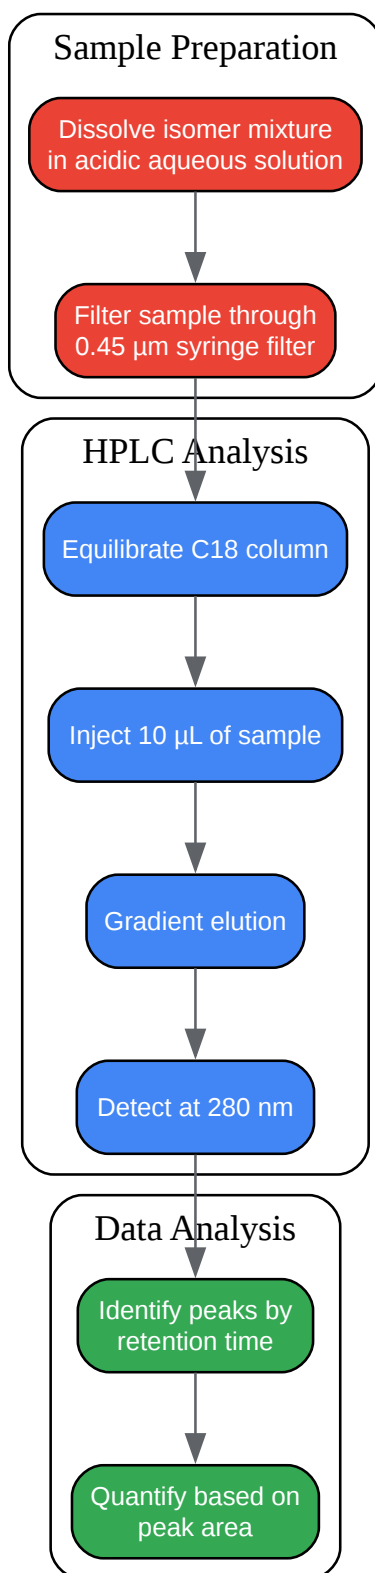 Sample Preparation
Dissolve isomer mixture
in acidic aqueous solution
Filter sample through
0.45 µm syringe filter
HPLC Analysis
Equilibrate C18 column
Inject 10 µL of sample
Gradient elution
Detect at 280 nm
Data Analysis
Identify peaks by
retention time
Quantify based on
peak area